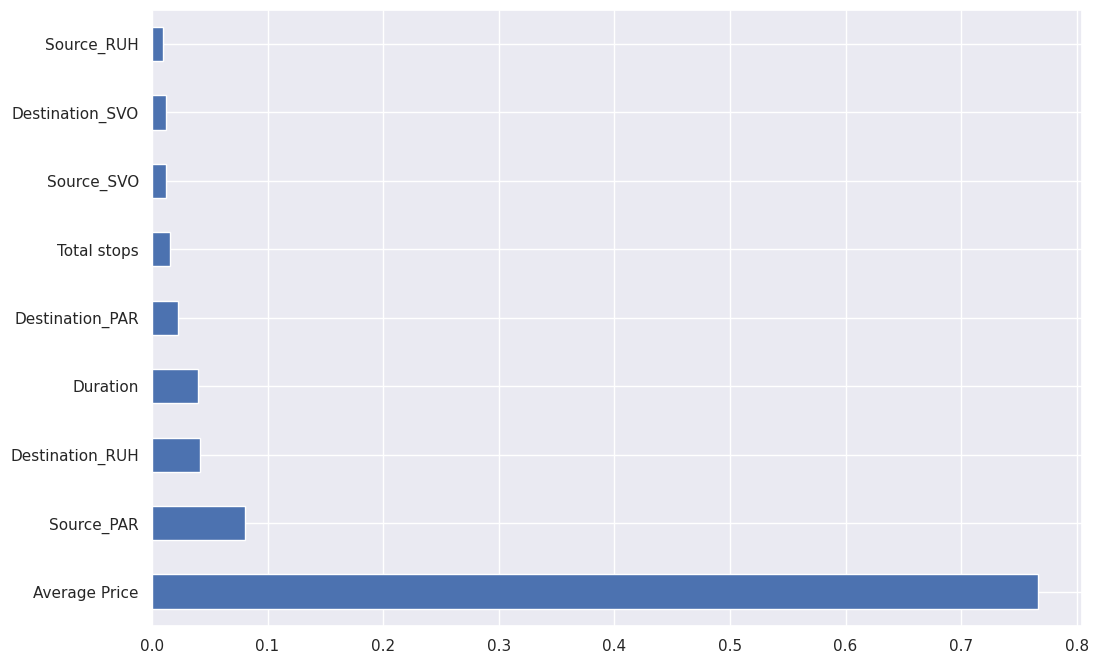 Source_RUH
Destination_SVO
Source_SVO
Total stops
Destination_PAR
Duration
Destination_RUH
Source_PAR
Average Price
0.0 0.1 0.2 0.3 0.4 0.5 0.6 0.7 0.8